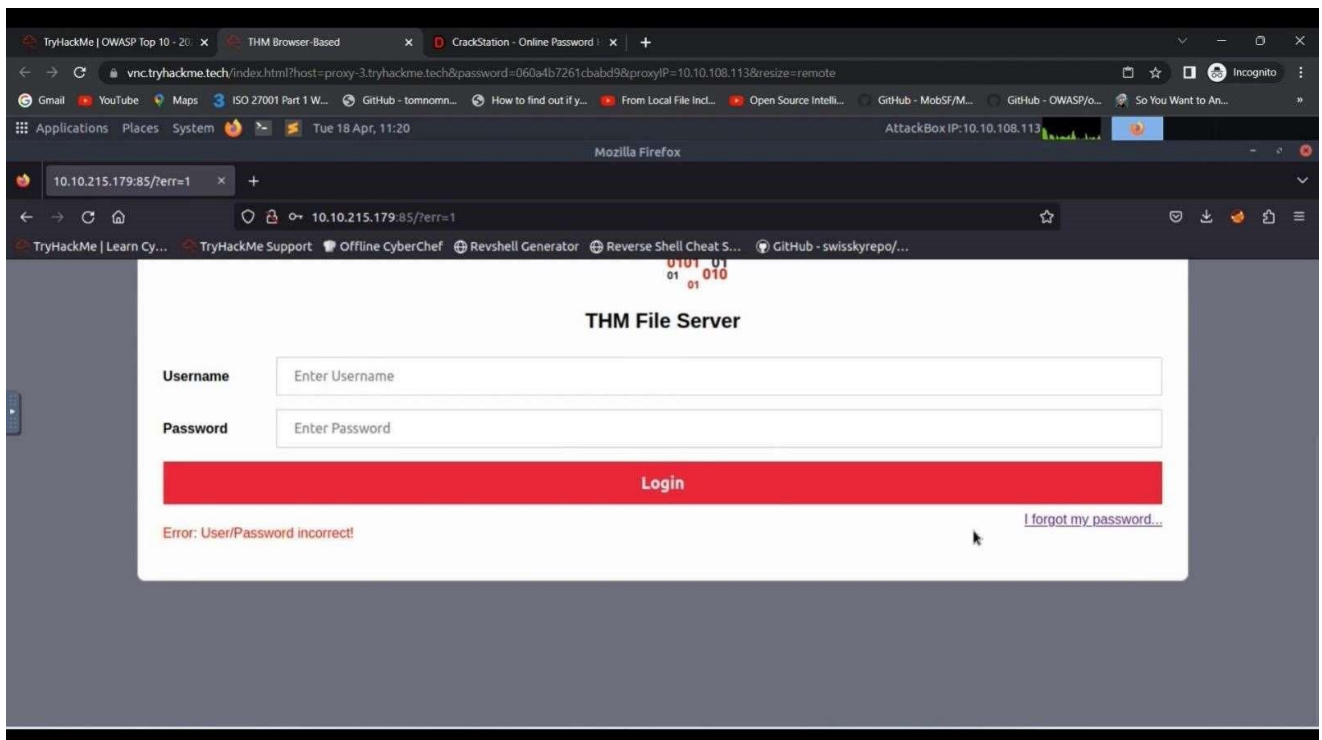 TryHackMe | OWASP Top 10 - 20
THM Browser-Based
CrackStation - Online Password
vnc.tryhackme.tech/index.html?host=proxy-3.tryhackme.tech&password=060a4b7261cbabd9&proxyIP=10.10.108.113&resize=remote
Incognito
Gmail YouTube Maps ISO 27001 Part 1 W... GitHub - tomnomn... How to find out if y... From Local File Incl... Open Source Intelli... GitHub - MobSF/M... GitHub - OWASP/o... So You Want to An...
Applications Places System Tue 18 Apr, 11:20 AttackBox IP:10.10.108.113
Mozilla Firefox
10.10.215.179:85/?err=1
10.10.215.179:85/?err=1
TryHackMe | Learn Cy... TryHackMe Support Offline CyberChef Revshell Generator Reverse Shell Cheat S... GitHub - swisskyrepo/...
0101 01
01 010
01
THM File Server
Username Enter Username
Password Enter Password
Login
I forgot my password...
Error: User/Password incorrect!